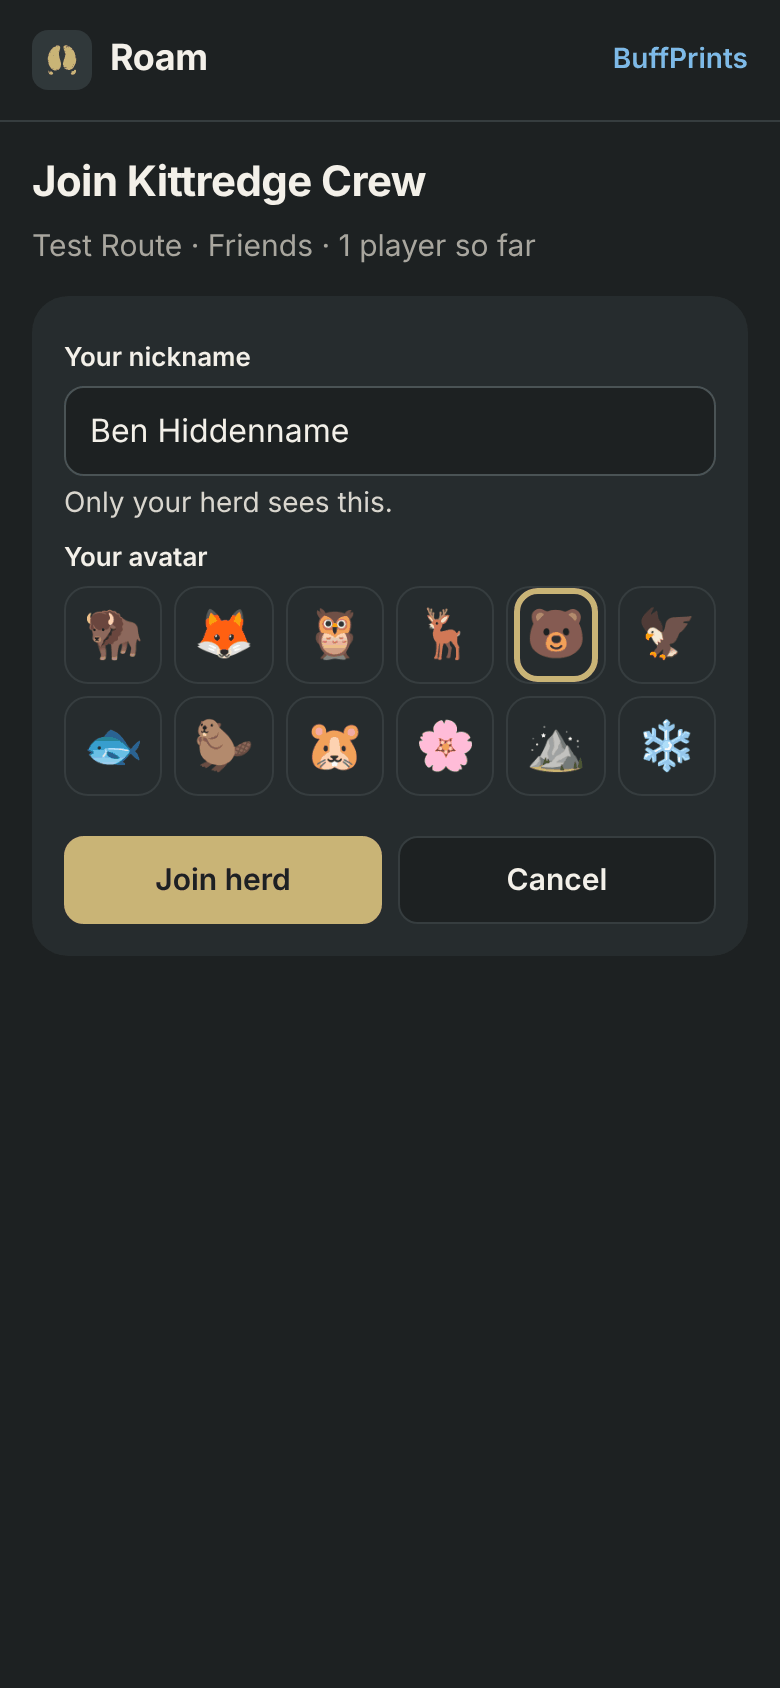 Roam
BuffPrints
Join Kittredge Crew
Test Route · Friends · 1 player so far
Your nickname
Ben Hiddenname
Only your herd sees this.
Your avatar
Join herd
Cancel